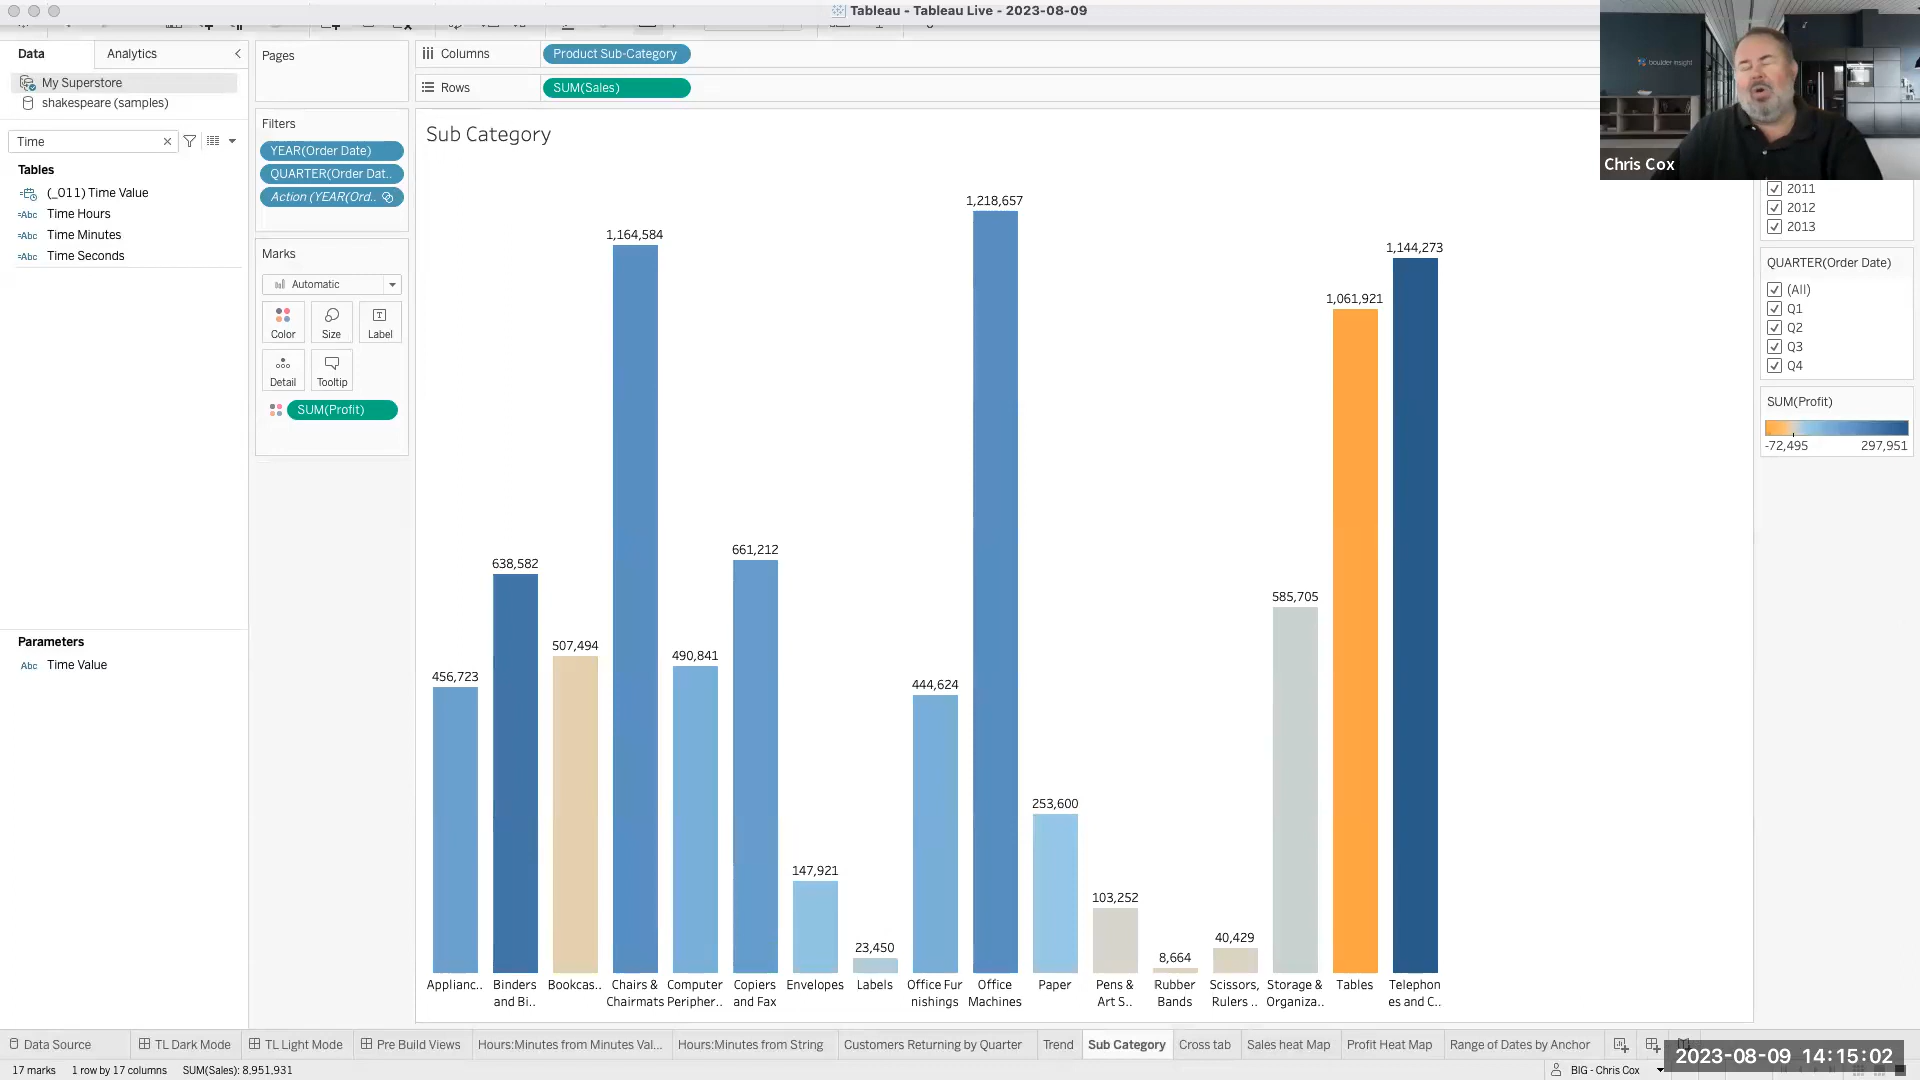 Tableau - Tableau Live - 2023-08-09
Data
Analytics
My Superstore
shakespeare (samples)
Time
Tables
(_011) Time Value
=Abc Time Hours
=Abc Time Minutes
=Abc Time Seconds
Parameters
Abc Time Value
Pages
Filters
YEAR(Order Date)
QUARTER(Order Dat..
Action (YEAR(Ord..
Marks
Automatic
Color
Size
Label
Detail
Tooltip
SUM(Profit)
Columns
Product Sub-Category
Rows
SUM(Sales)
Sub Category
456,723
638,582
507,494
1,164,584
490,841
661,212
147,921
23,450
444,624
1,218,657
253,600
103,252
8,664
40,429
585,705
1,061,921
1,144,273
Applianc..
Binders
and Bi..
Bookcas..
Chairs &
Chairmats
Computer
Peripher..
Copiers
and Fax
Envelopes
Labels
Office Fur
nishings
Office
Machines
Paper
Pens &
Art S..
Rubber
Bands
Scissors,
Rulers ..
Storage &
Organiza..
Tables
Telephon
es and C..
boulder insight
Chris Cox
2011
2012
2013
QUARTER(Order Date)
(All)
Q1
Q2
Q3
Q4
SUM(Profit)
-72,495
297,951
Data Source
TL Dark Mode
TL Light Mode
Pre Build Views
Hours:Minutes from Minutes Val...
Hours:Minutes from String
Customers Returning by Quarter
Trend
Sub Category
Cross tab
Sales heat Map
Profit Heat Map
Range of Dates by Anchor
17 marks
1 row by 17 columns
SUM(Sales): 8,951,931
BIG - Chris Cox
2023-08-09 14:15:02